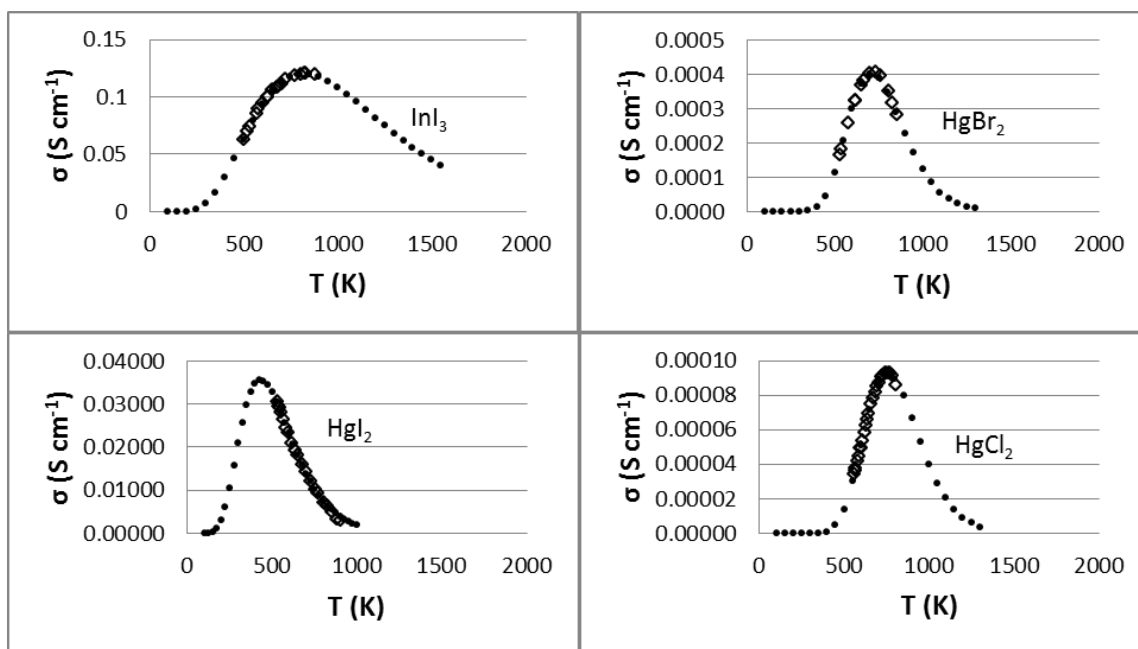 σ (S cm⁻¹)
0.15
0.1
0.05
0
InI₃
0 500 1000 1500 2000
T (K)
σ (S cm⁻¹)
0.0005
0.0004
0.0003
0.0002
0.0001
0.0000
HgBr₂
0 500 1000 1500 2000
T (K)
σ (S cm⁻¹)
0.04000
0.03000
0.02000
0.01000
0.00000
HgI₂
0 500 1000 1500 2000
T (K)
σ (S cm⁻¹)
0.00010
0.00008
0.00006
0.00004
0.00002
0.00000
HgCl₂
0 500 1000 1500 2000
T (K)